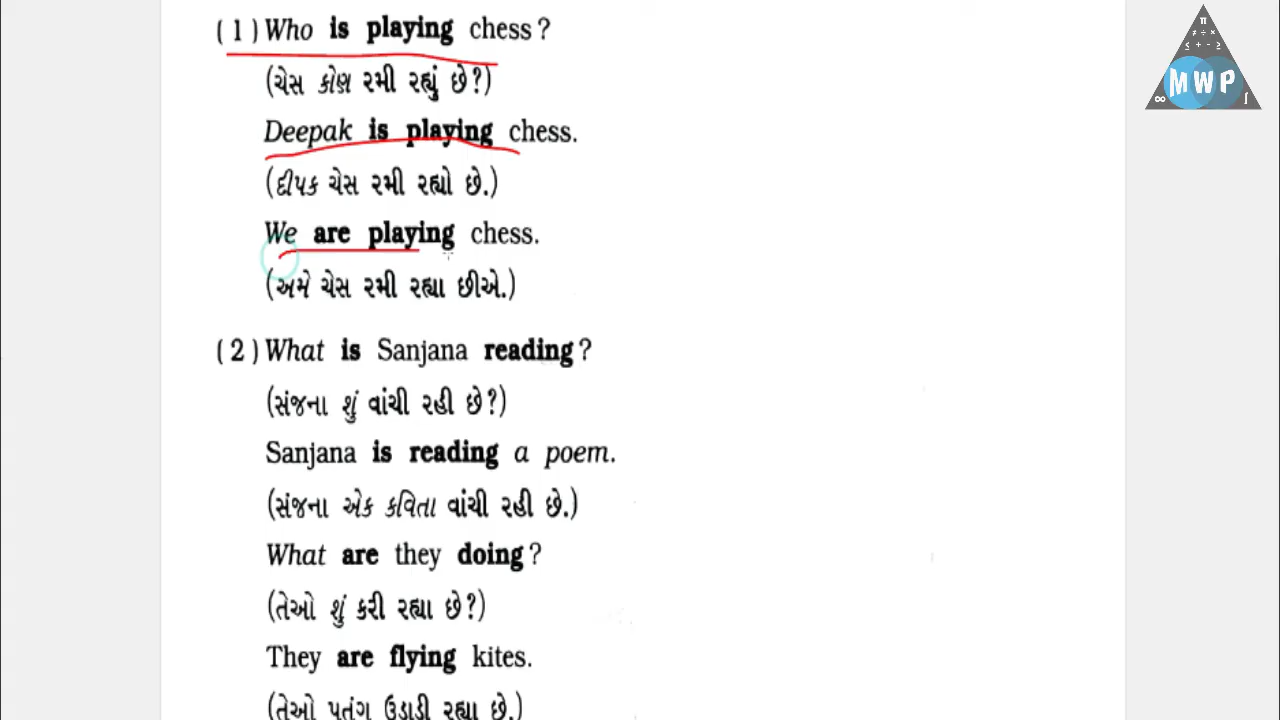 ( 1 ) Who is playing chess ?
(ચેસ કોણ રમી રહ્યું છે?)
Deepak is playing chess.
(દીપક ચેસ રમી રહ્યો છે.)
We are playing chess.
(અમે ચેસ રમી રહ્યા છીએ.)
( 2 ) What is Sanjana reading ?
(સંજના શું વાંચી રહી છે?)
Sanjana is reading a poem.
(સંજના એક કવિતા વાંચી રહી છે.)
What are they doing ?
(તેઓ શું કરી રહ્યા છે?)
They are flying kites.
(તેઓ પતંગ ઉડાડી રહ્યા છે.)
π
≠ ÷ ×
≤ + - ≥
MWP
∞ ∫